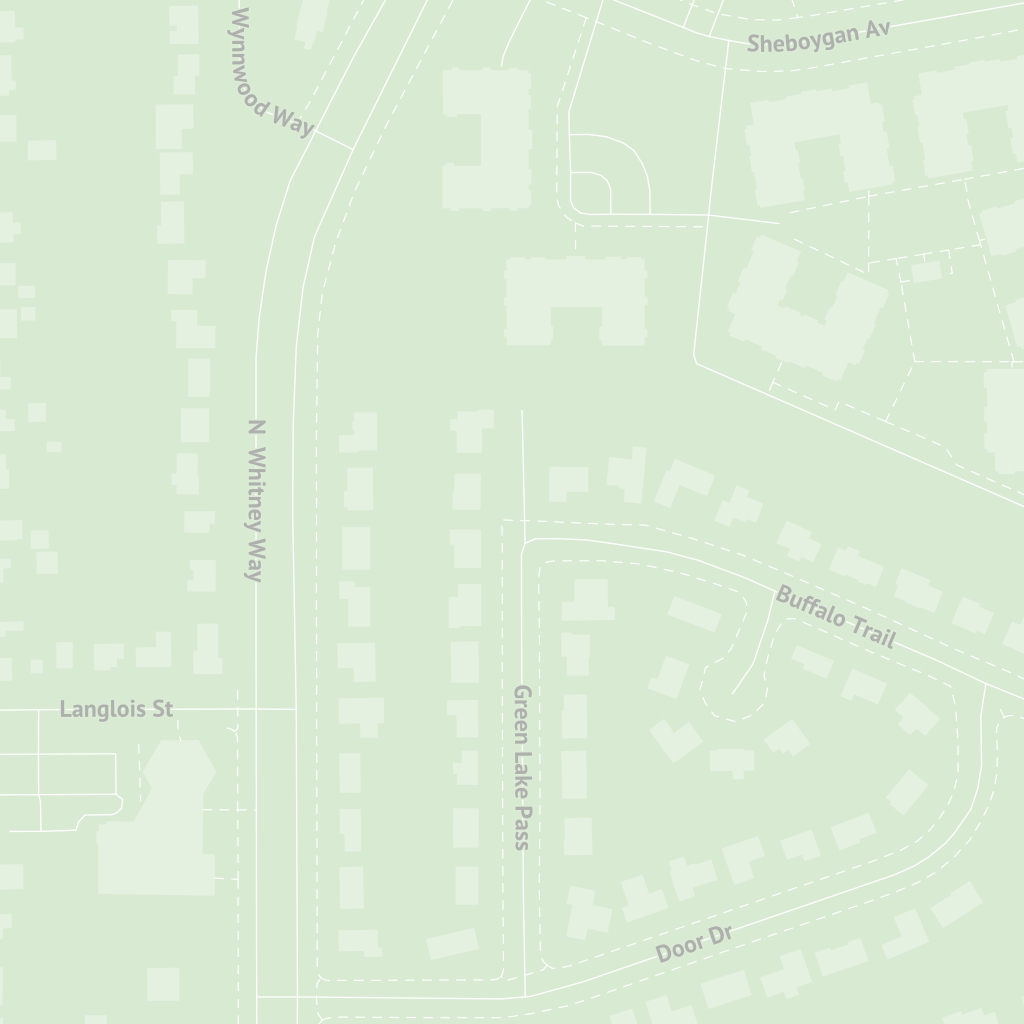 Wynnwood Way
Sheboygan Av
N Whitney Way
Buffalo Trail
Langlois St
Green Lake Pass
Door Dr